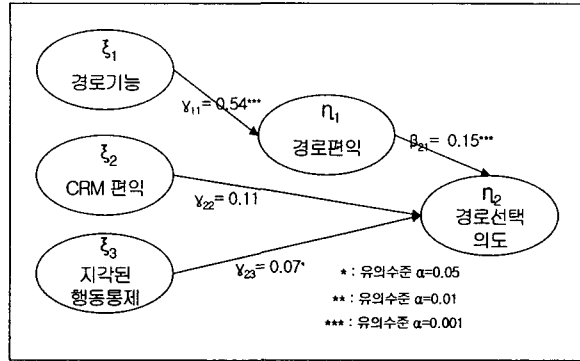 ξ1
경로기능
γ11= 0.54***
η1
경로편익
β21= 0.15***
ξ2
CRM 편익
γ22= 0.11
η2
경로선택
의도
ξ3
지각된
행동통제
γ23= 0.07*
* : 유의수준 α=0.05
** : 유의수준 α=0.01
*** : 유의수준 α=0.001